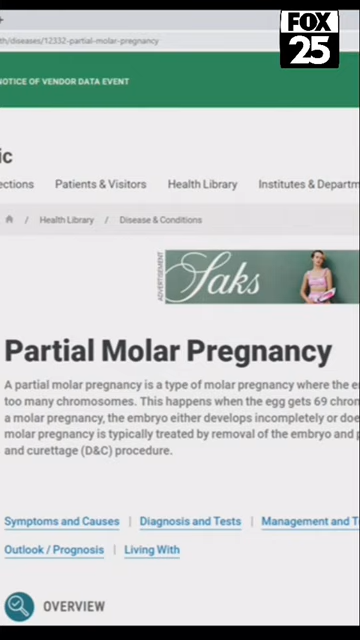 FOX
25
th/diseases/12332-partial-molar-pregnancy
NOTICE OF VENDOR DATA EVENT
ic
ections Patients & Visitors Health Library Institutes & Departm
/ Health Library / Disease & Conditions
ADVERTISEMENT
Saks
Partial Molar Pregnancy
A partial molar pregnancy is a type of molar pregnancy where the e
too many chromosomes. This happens when the egg gets 69 chron
a molar pregnancy, the embryo either develops incompletely or doe
molar pregnancy is typically treated by removal of the embryo and p
and curettage (D&C) procedure.
Symptoms and Causes | Diagnosis and Tests | Management and T
Outlook / Prognosis | Living With
OVERVIEW